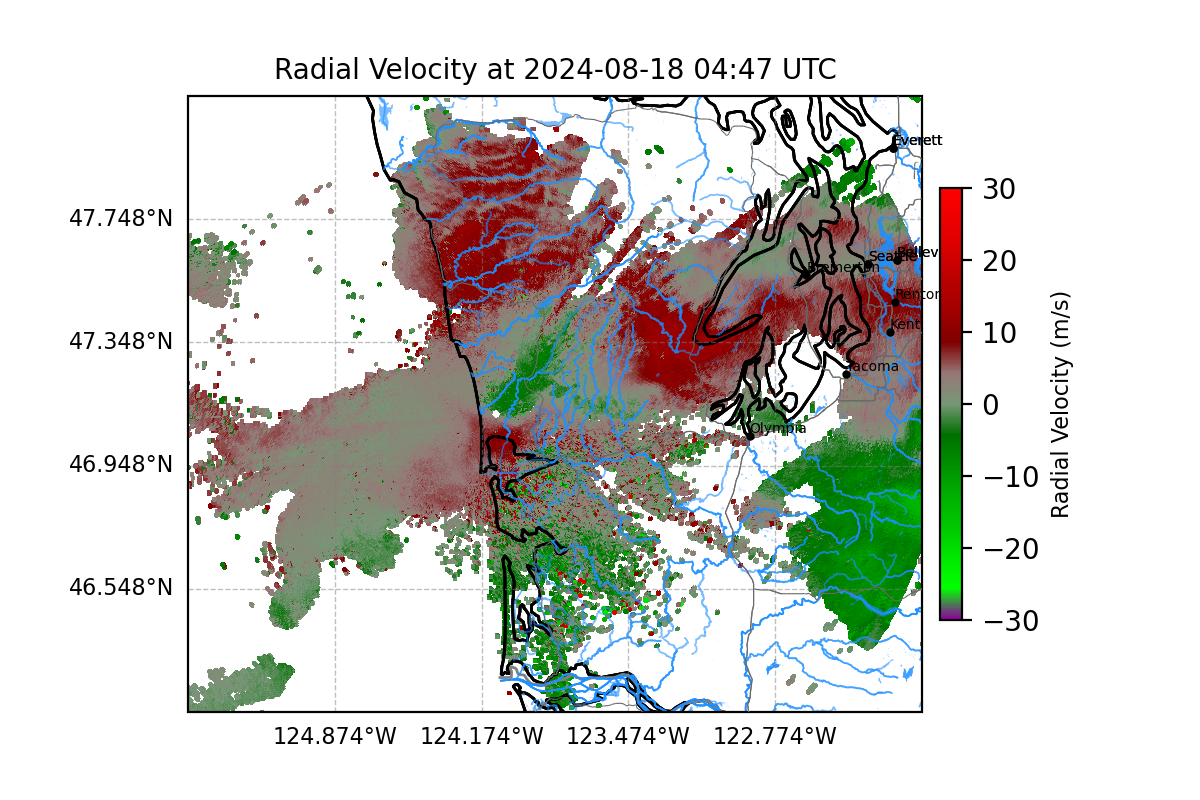 Radial Velocity at 2024-08-18 04:47 UTC
Everett
47.748°N
Seattle
Bellev
Bremerton
Renton
Kent
47.348°N
Tacoma
Olympia
46.948°N
46.548°N
124.874°W
124.174°W
123.474°W
122.774°W
30
20
10
0
−10
−20
−30
Radial Velocity (m/s)